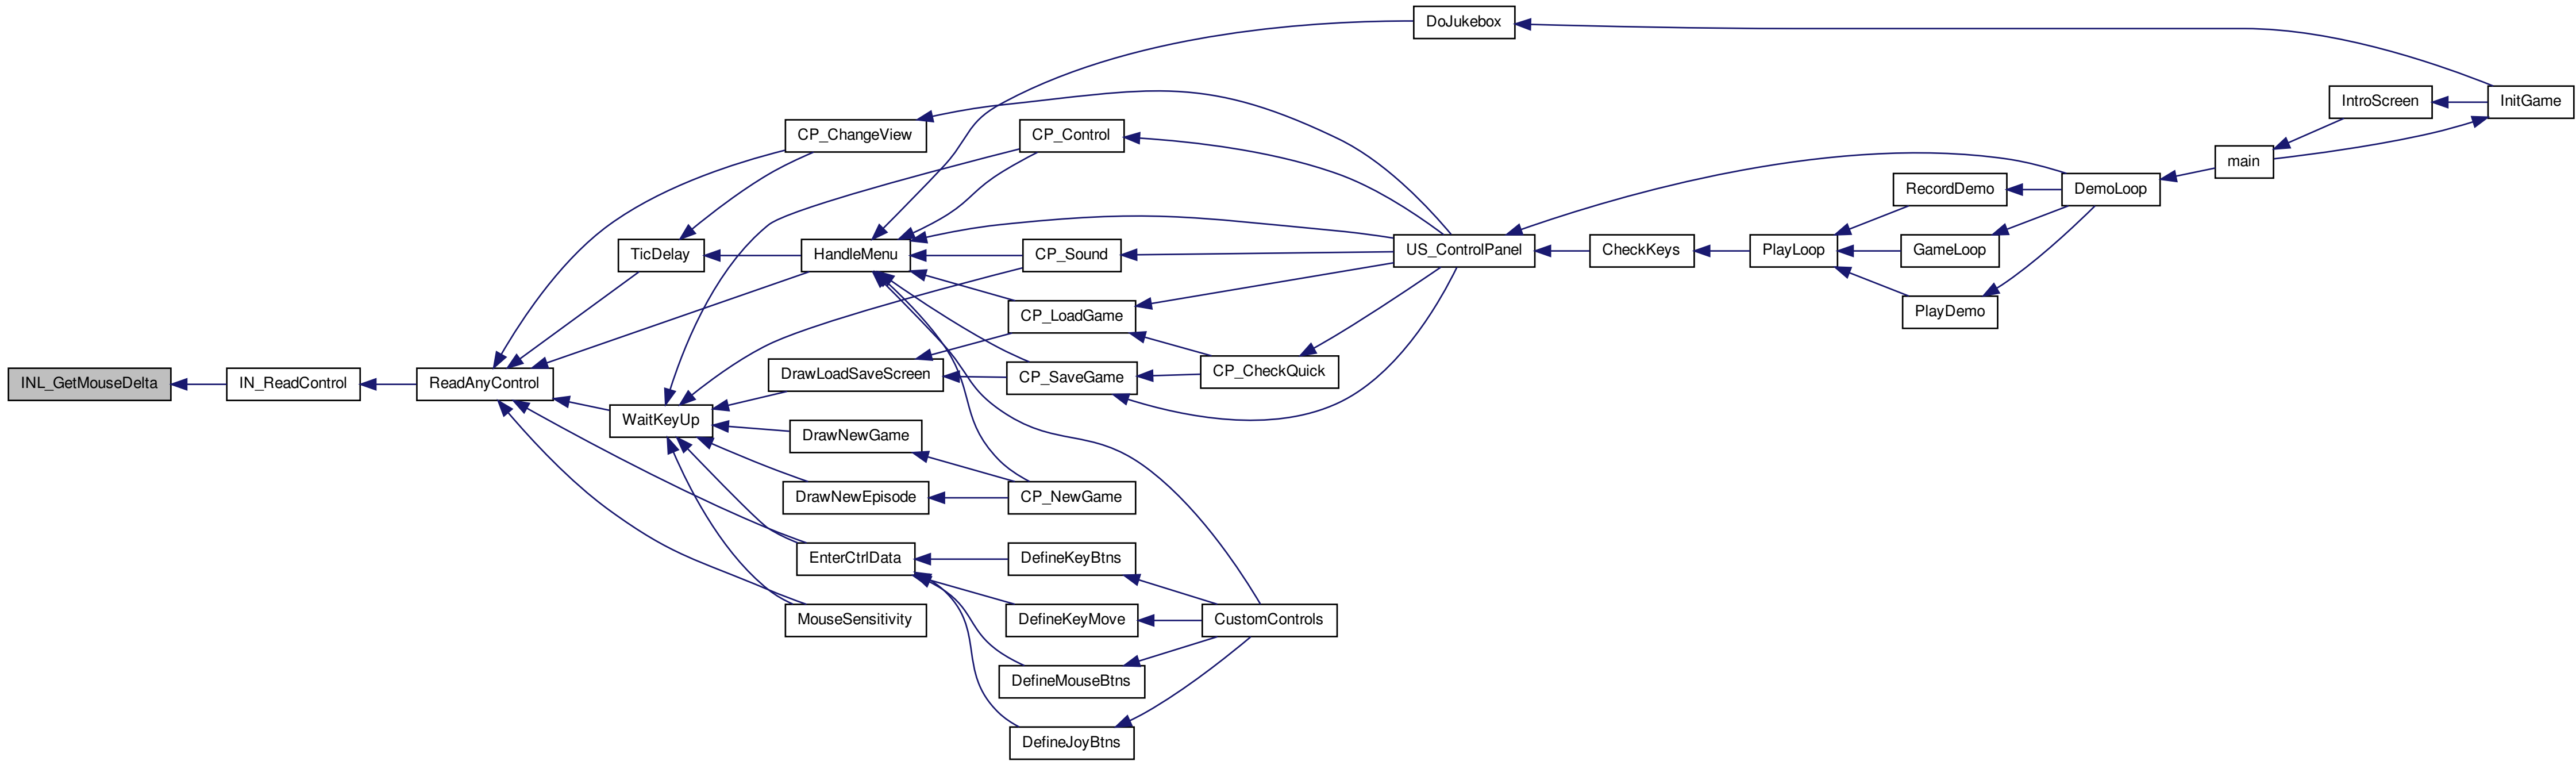 DoJukebox
IntroScreen
InitGame
CP_ChangeView
CP_Control
main
RecordDemo
DemoLoop
TicDelay
HandleMenu
CP_Sound
US_ControlPanel
CheckKeys
PlayLoop
GameLoop
CP_LoadGame
PlayDemo
INL_GetMouseDelta
IN_ReadControl
ReadAnyControl
DrawLoadSaveScreen
CP_SaveGame
CP_CheckQuick
WaitKeyUp
DrawNewGame
DrawNewEpisode
CP_NewGame
EnterCtrlData
DefineKeyBtns
MouseSensitivity
DefineKeyMove
CustomControls
DefineMouseBtns
DefineJoyBtns